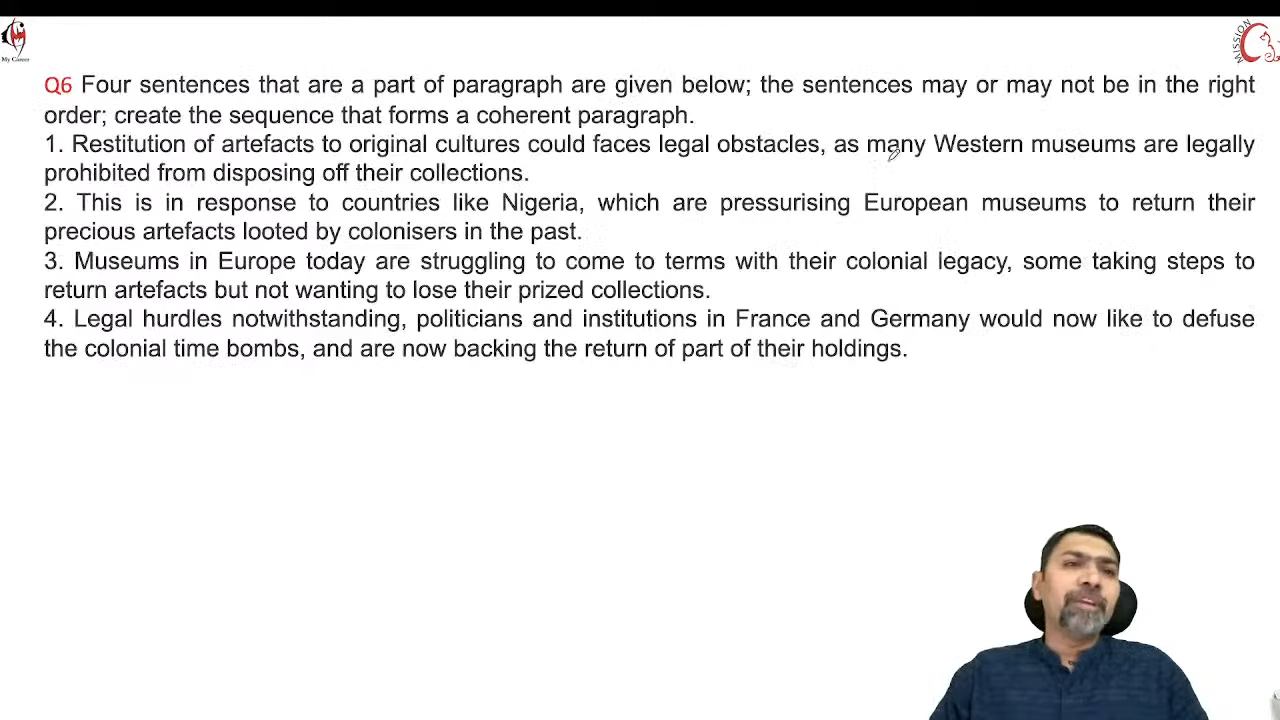 My Career
MISSION
Q6 Four sentences that are a part of paragraph are given below; the sentences may or may not be in the right
order; create the sequence that forms a coherent paragraph.
1. Restitution of artefacts to original cultures could faces legal obstacles, as many Western museums are legally
prohibited from disposing off their collections.
2. This is in response to countries like Nigeria, which are pressurising European museums to return their
precious artefacts looted by colonisers in the past.
3. Museums in Europe today are struggling to come to terms with their colonial legacy, some taking steps to
return artefacts but not wanting to lose their prized collections.
4. Legal hurdles notwithstanding, politicians and institutions in France and Germany would now like to defuse
the colonial time bombs, and are now backing the return of part of their holdings.